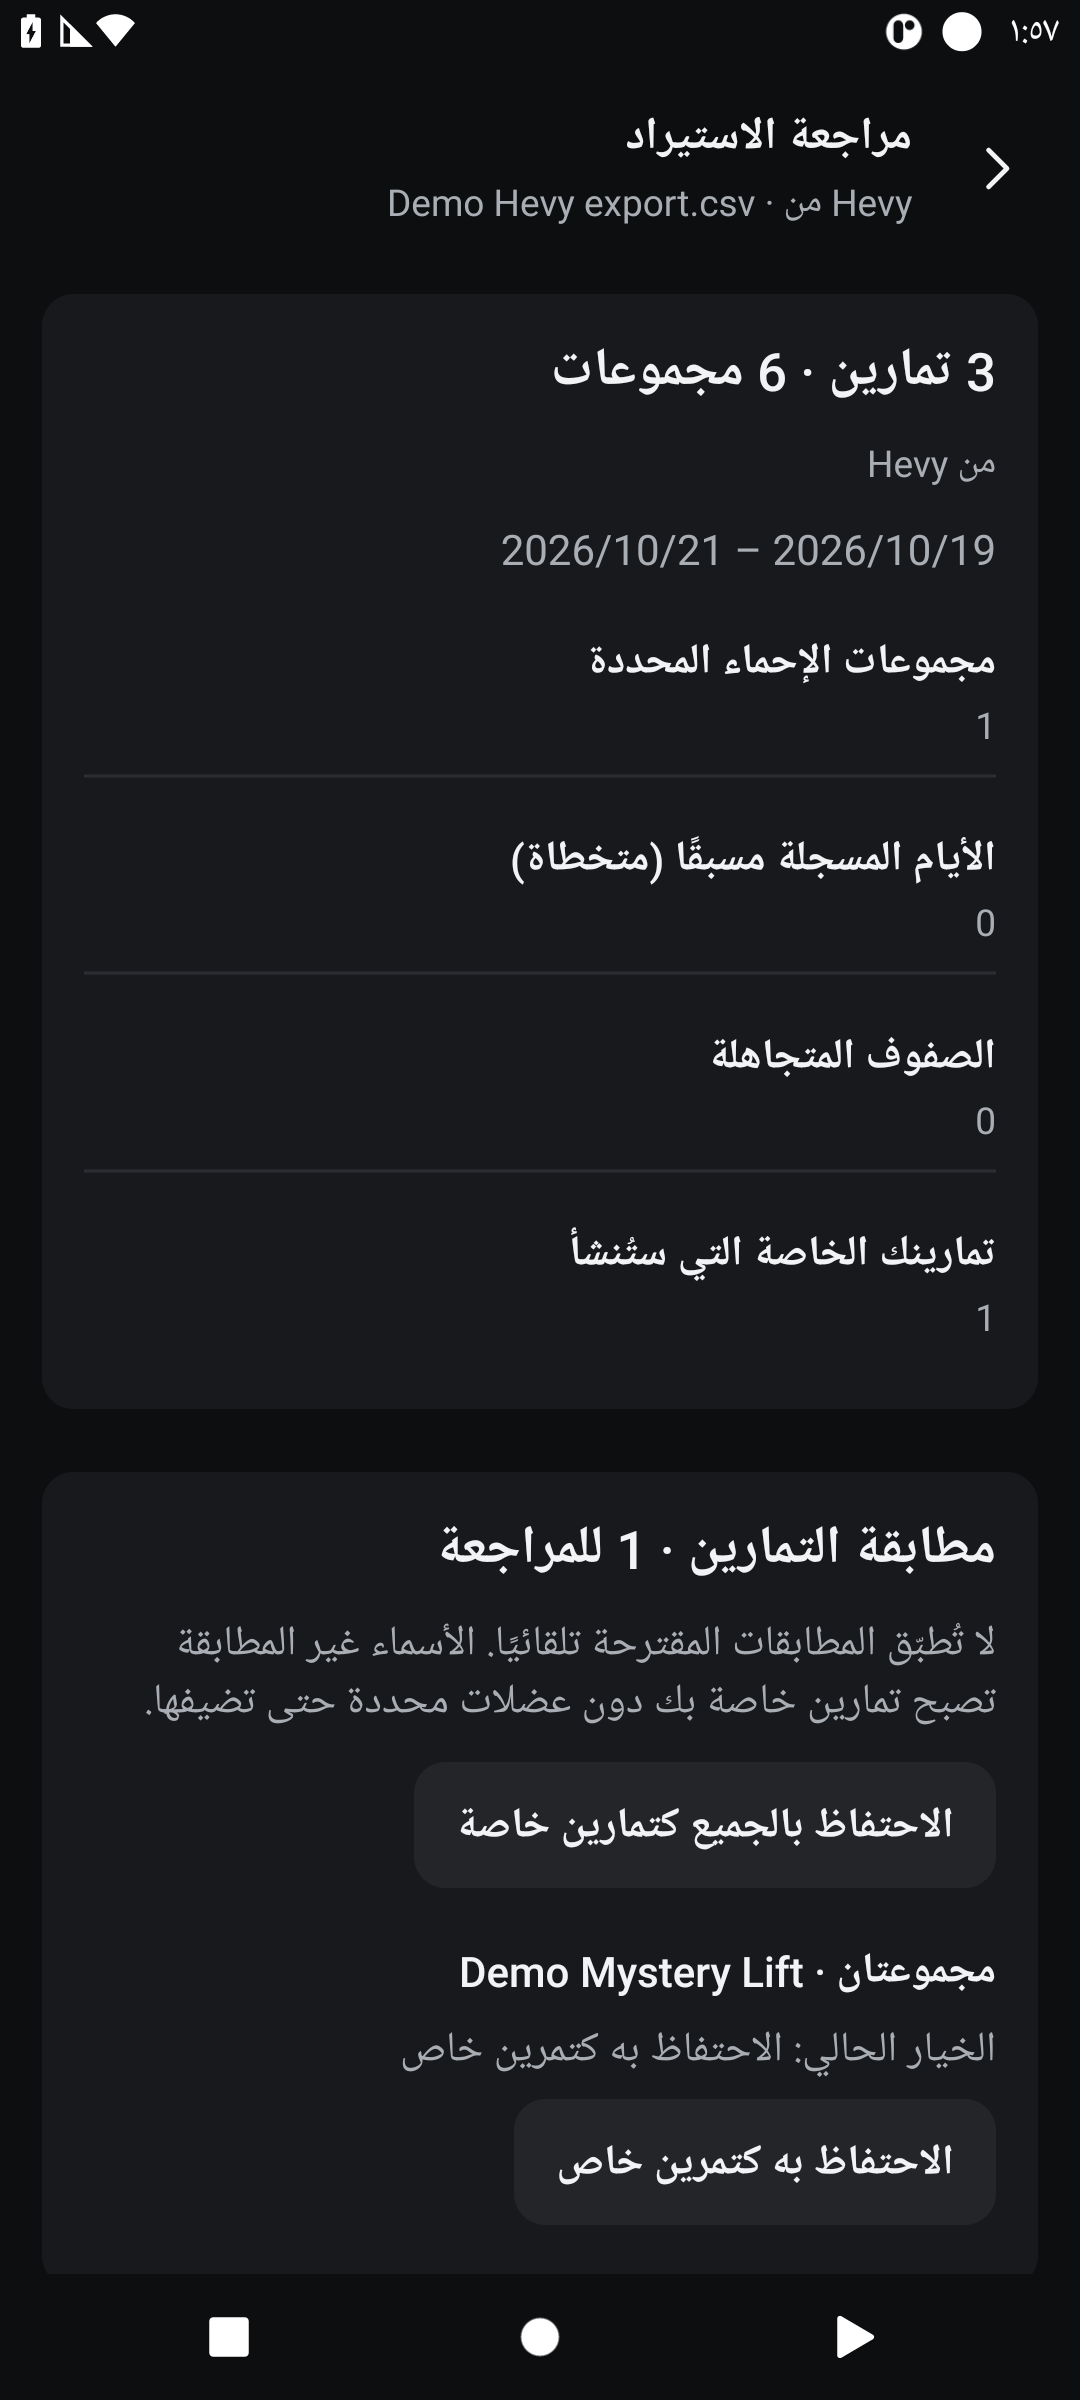 ١:٥٧
مراجعة الاستيراد
Demo Hevy export.csv · من Hevy
3 تمارين · 6 مجموعات
من Hevy
2026/10/19 – 2026/10/21
مجموعات الإحماء المحددة
1
الأيام المسجلة مسبقًا (متخطاة)
0
الصفوف المتجاهلة
0
تمارينك الخاصة التي ستُنشأ
1
مطابقة التمارين · 1 للمراجعة
لا تُطبّق المطابقات المقترحة تلقائيًا. الأسماء غير المطابقة
تصبح تمارين خاصة بك دون عضلات محددة حتى تضيفها.
الاحتفاظ بالجميع كتمارين خاصة
مجموعتان · Demo Mystery Lift
الخيار الحالي: الاحتفاظ به كتمرين خاص
الاحتفاظ به كتمرين خاص